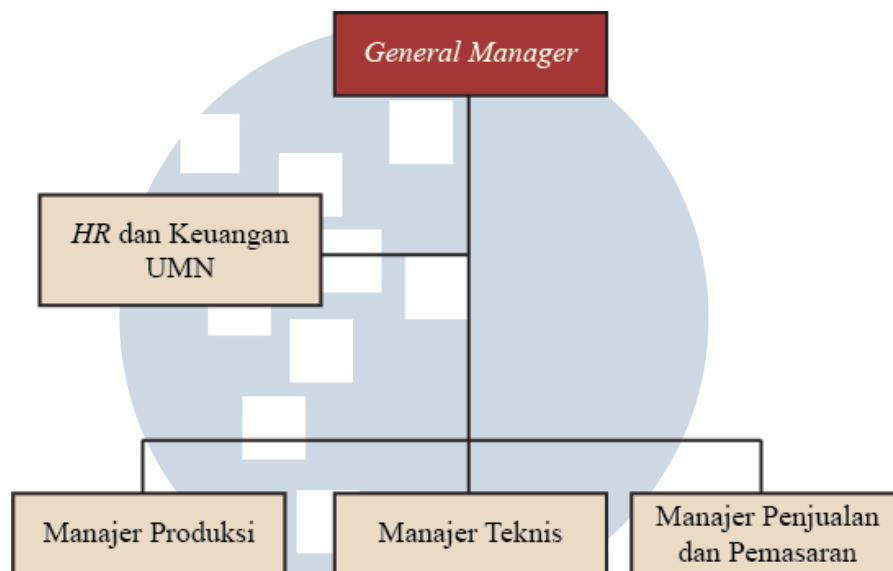 General Manager
HR dan Keuangan
UMN
Manajer Produksi
Manajer Teknis
Manajer Penjualan
dan Pemasaran